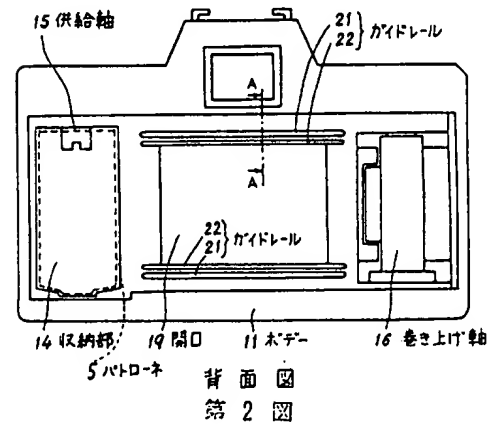 15 供給軸
21
22
ガイドレール
A
A
22
21
ガイドレール
14 収納部
19 開口
11 ボデー
16 巻き上げ軸
5 パトローネ
背面図
第2図